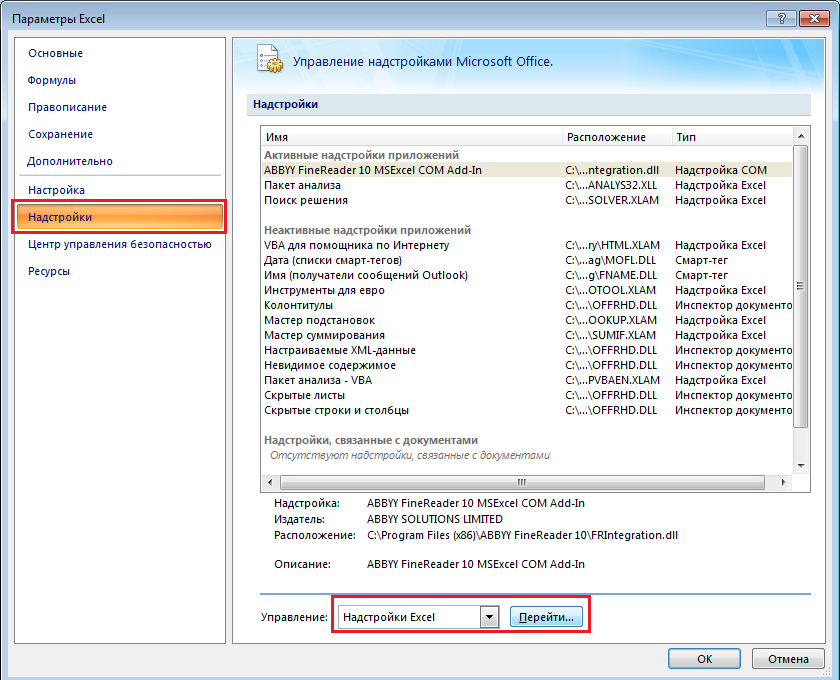 Параметры Excel
Основные
Формулы
Правописание
Сохранение
Дополнительно
Настройка
Надстройки
Центр управления безопасностью
Ресурсы
Управление надстройками Microsoft Office.
Надстройки
Имя Расположение Тип
Активные надстройки приложений
ABBYY FineReader 10 MSExcel COM Add-In C:\...ntegration.dll Надстройка COM
Пакет анализа C:\...ANALYS32.XLL Надстройка Excel
Поиск решения C:\...SOLVER.XLAM Надстройка Excel
Неактивные надстройки приложений
VBA для помощника по Интернету C:\...ry\HTML.XLAM Надстройка Excel
Дата (списки смарт-тегов) C:\...ag\MOFL.DLL Смарт-тег
Имя (получатели сообщений Outlook) C:\...g\FNAME.DLL Смарт-тег
Инструменты для евро C:\...OTOOL.XLAM Надстройка Excel
Колонтитулы C:\...\OFFRHD.DLL Инспектор документо
Мастер подстановок C:\...OOKUP.XLAM Надстройка Excel
Мастер суммирования C:\...\SUMIF.XLAM Надстройка Excel
Настраиваемые XML-данные C:\...\OFFRHD.DLL Инспектор документо
Невидимое содержимое C:\...\OFFRHD.DLL Инспектор документо
Пакет анализа - VBA C:\...PVBAEN.XLAM Надстройка Excel
Скрытые листы C:\...\OFFRHD.DLL Инспектор документо
Скрытые строки и столбцы C:\...\OFFRHD.DLL Инспектор документо
Надстройки, связанные с документами
Отсутствуют надстройки, связанные с документами
Надстройка: ABBYY FineReader 10 MSExcel COM Add-In
Издатель: ABBYY SOLUTIONS LIMITED
Расположение: C:\Program Files (x86)\ABBYY FineReader 10\FRIntegration.dll
Описание: ABBYY FineReader 10 MSExcel COM Add-In
Управление: Надстройки Excel Перейти...
ОК Отмена